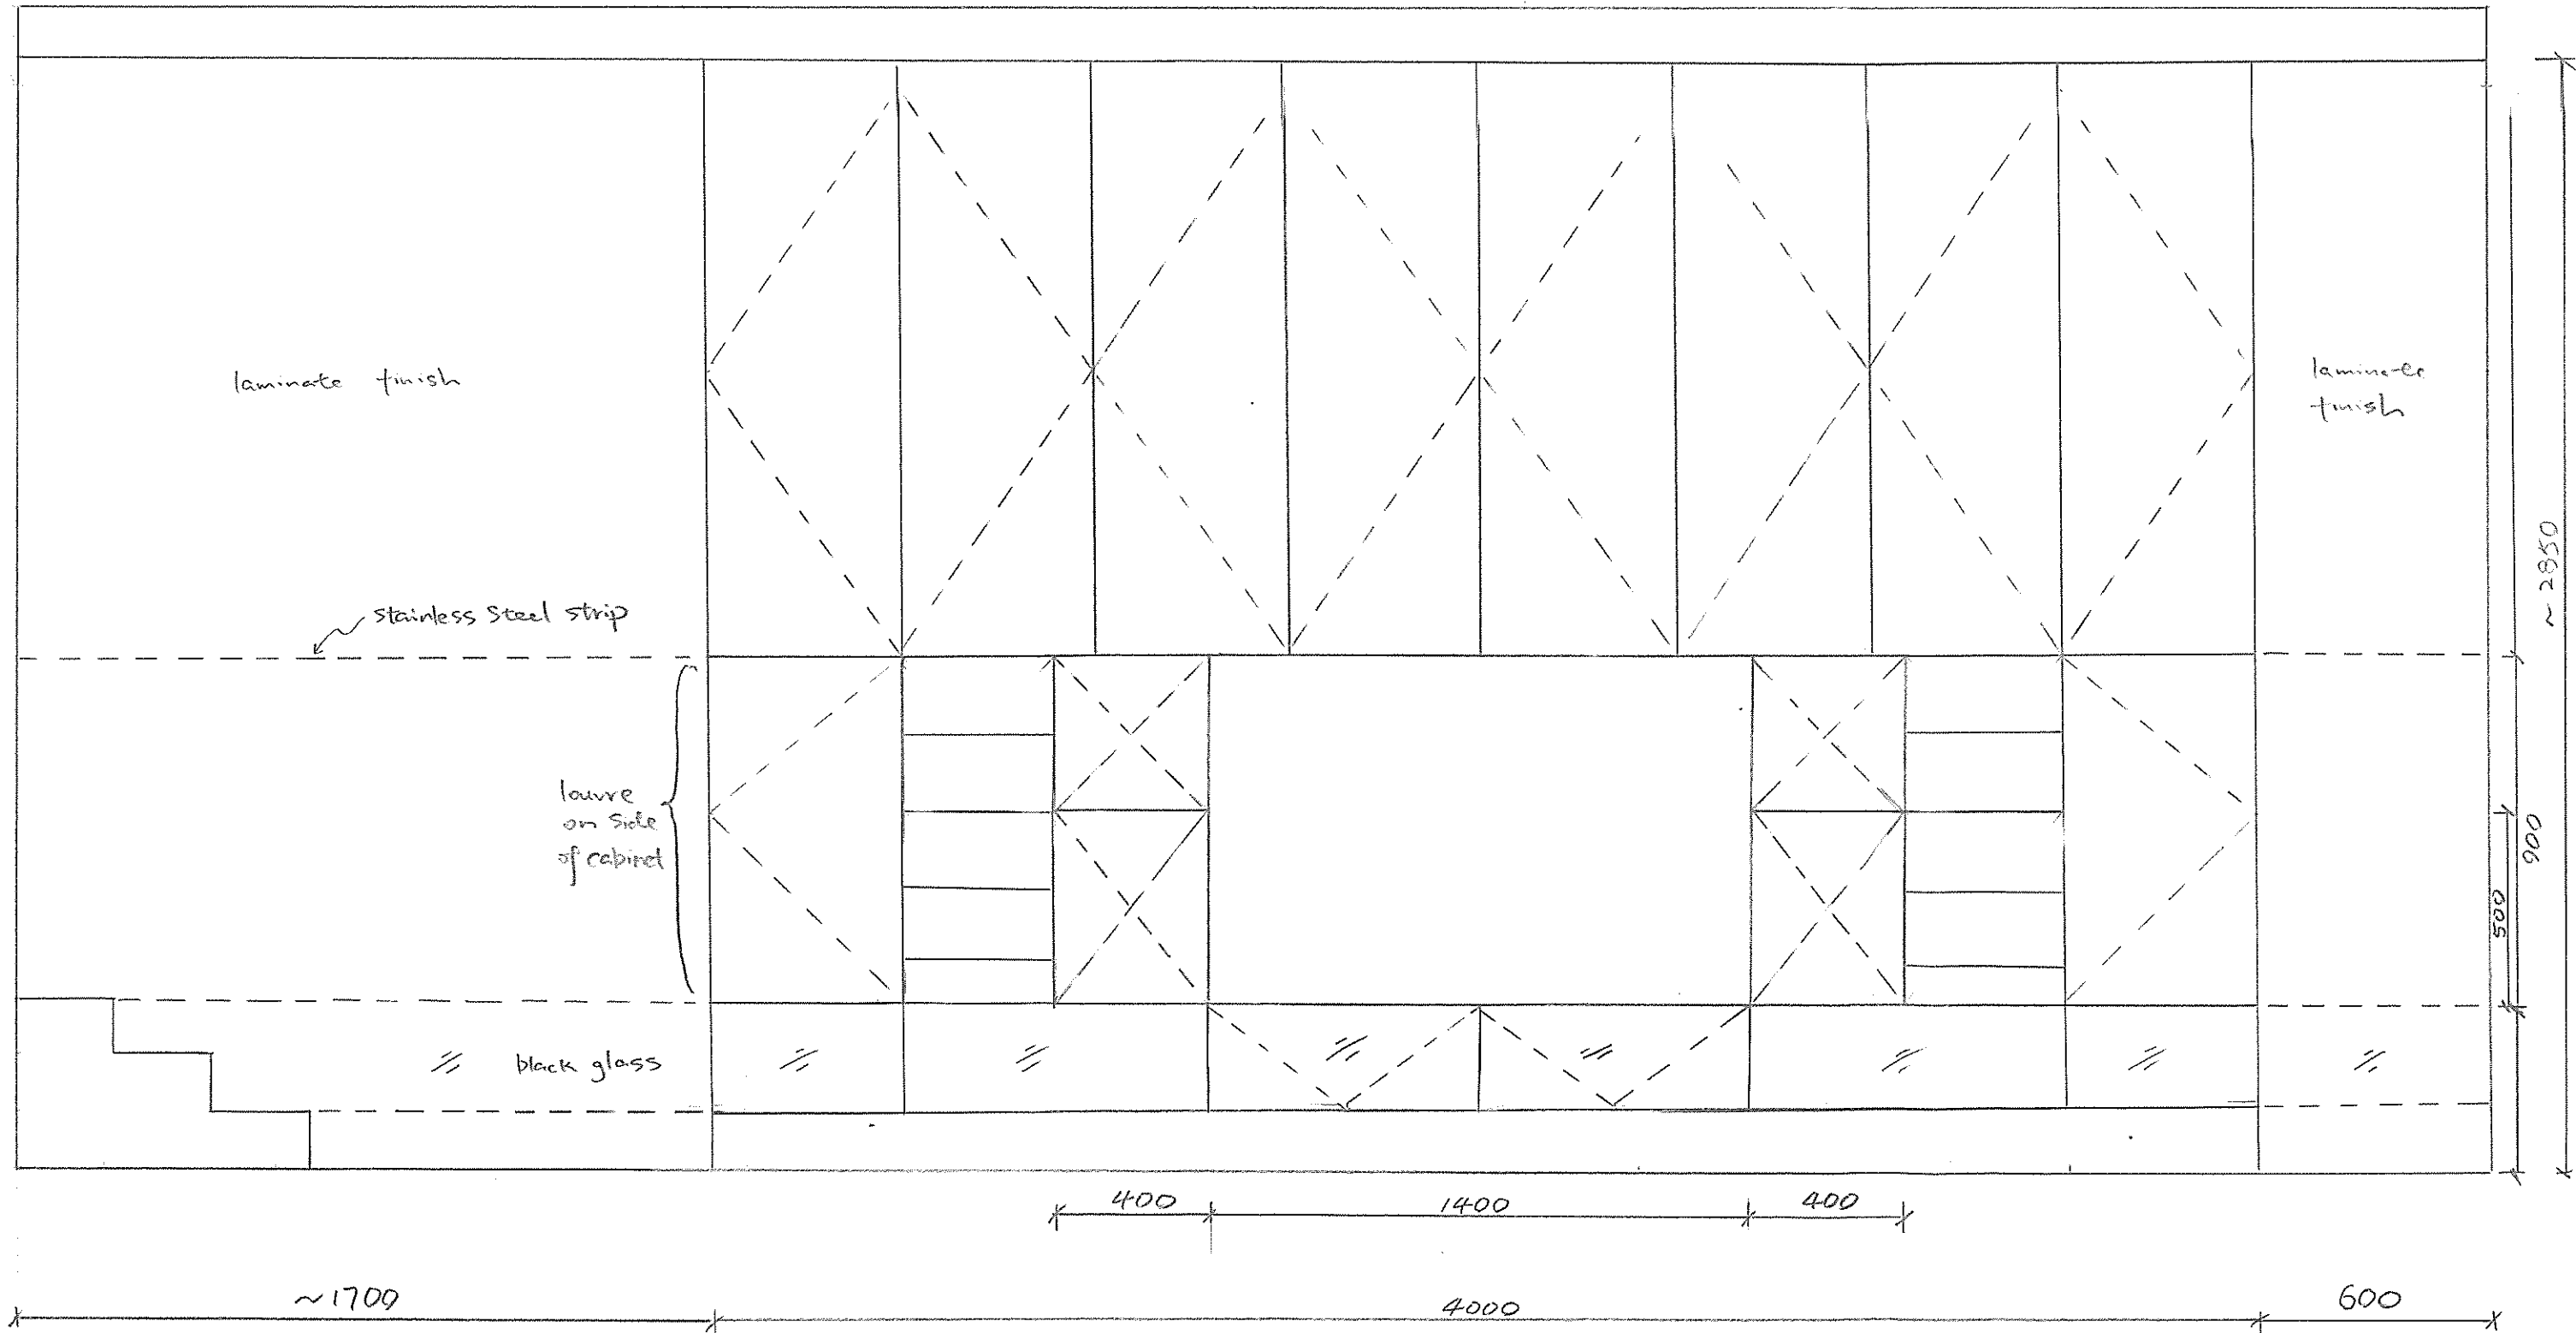 laminate finish
laminate
finish
stainless steel strip
~2850
louvre
on side
of cabinet
900
500
black glass
400
1400
400
~1700
4000
600